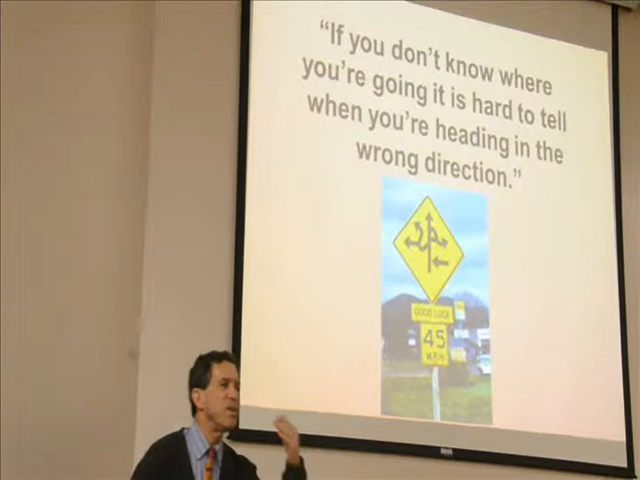 “If you don’t know where
you’re going it is hard to tell
when you’re heading in the
wrong direction.”
GOOD LUCK
45
M.P.H